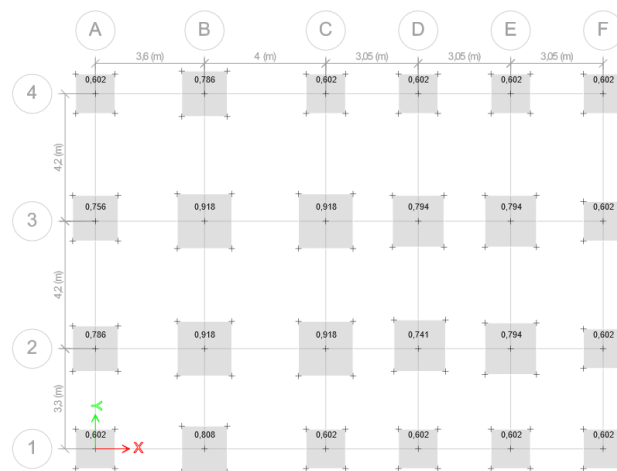 A B C D E F
3,6 (m) 4 (m) 3,05 (m) 3,05 (m) 3,05 (m)
4 0,602 0,786 0,602 0,602 0,602 0,602
4,2 (m)
3 0,756 0,918 0,918 0,794 0,794 0,602
4,2 (m)
2 0,786 0,918 0,918 0,741 0,794 0,602
3,3 (m)
Y
1 0,602 0,808 0,602 0,602 0,602 0,602
X